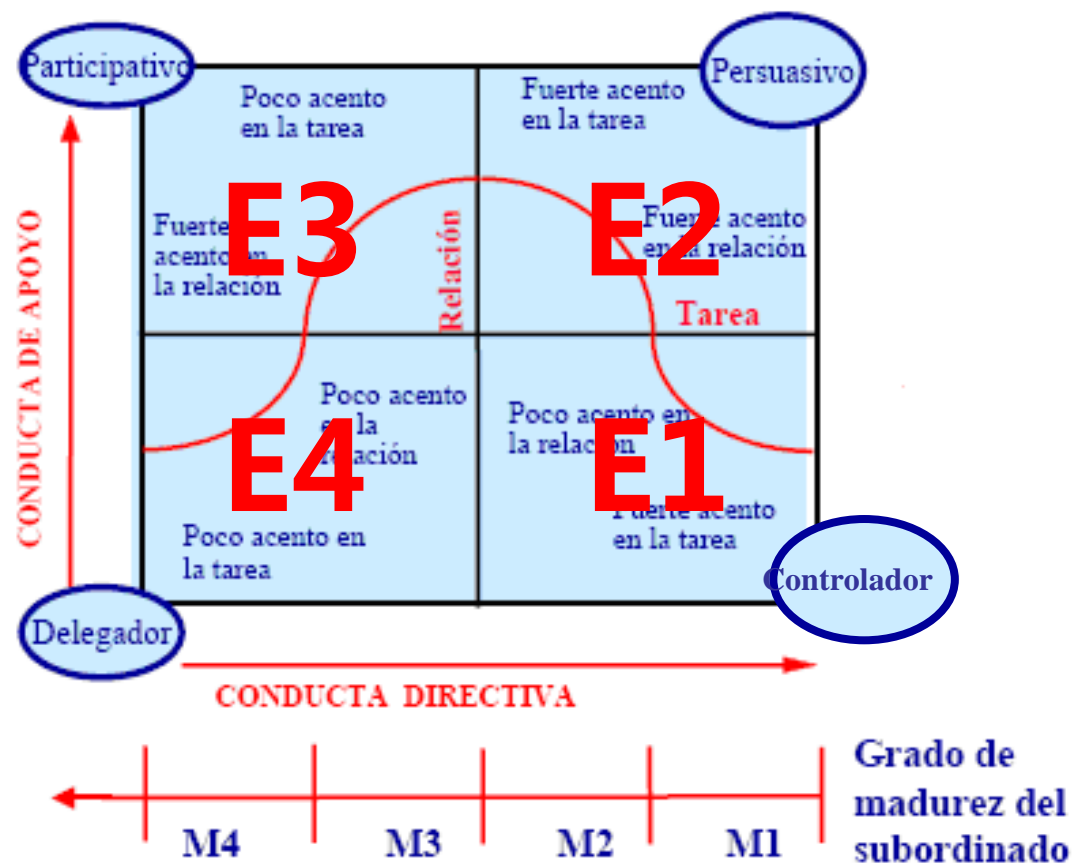 Participativo
Persuasivo
Poco acento
en la tarea
Fuerte acento
en la tarea
E3
E2
Fuerte
acento en
la relación
Fuerte acento
en la relación
Relación
Tarea
CONDUCTA DE APOYO
Poco acento
en la
relación
Poco acento en
la relación
E4
E1
Poco acento en
la tarea
Fuerte acento
en la tarea
Controlador
Delegador
CONDUCTA DIRECTIVA
Grado de
madurez del
subordinado
M4 M3 M2 M1